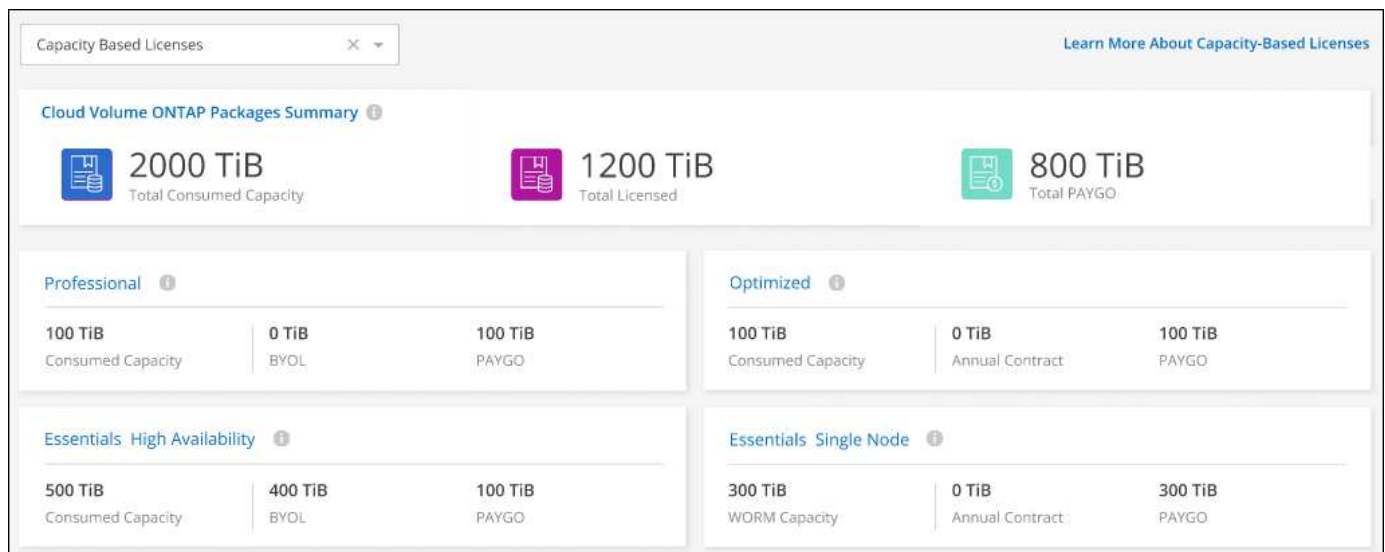 Capacity Based Licenses
Learn More About Capacity-Based Licenses
Cloud Volume ONTAP Packages Summary
2000 TiB
Total Consumed Capacity
1200 TiB
Total Licensed
800 TiB
Total PAYGO
Professional
100 TiB
Consumed Capacity
0 TiB
BYOL
100 TiB
PAYGO
Optimized
100 TiB
Consumed Capacity
0 TiB
Annual Contract
100 TiB
PAYGO
Essentials High Availability
500 TiB
Consumed Capacity
400 TiB
BYOL
100 TiB
PAYGO
Essentials Single Node
300 TiB
WORM Capacity
0 TiB
Annual Contract
300 TiB
PAYGO